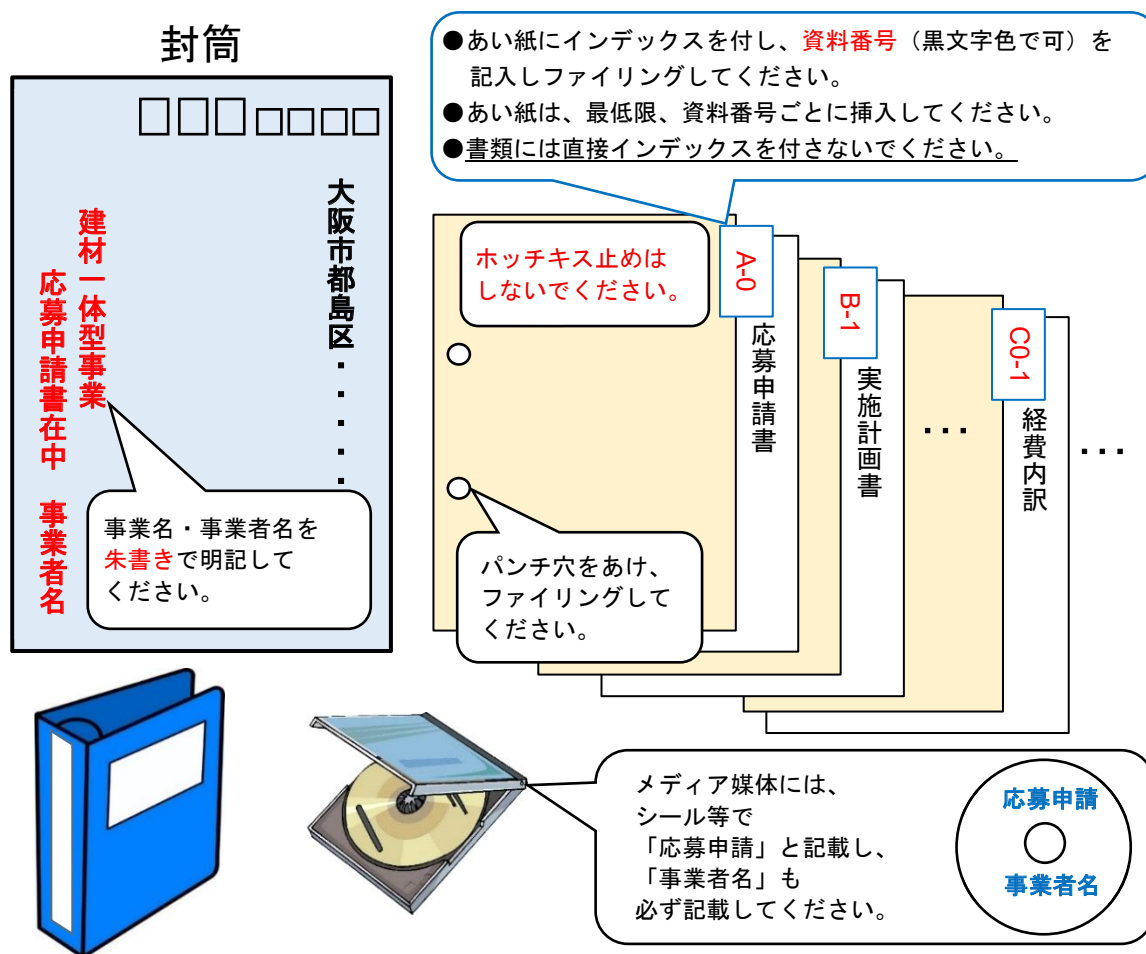 封筒
大阪市都島区・・・・・
建材一体型事業
応募申請書在中　事業者名
事業名・事業者名を
朱書きで明記して
ください。
●あい紙にインデックスを付し、資料番号（黒文字色で可）を
記入しファイリングしてください。
●あい紙は、最低限、資料番号ごとに挿入してください。
●書類には直接インデックスを付さないでください。
ホッチキス止めは
しないでください。
A-0
応募申請書
B-1
実施計画書
・・・
C0-1
経費内訳
・・・
パンチ穴をあけ、
ファイリングして
ください。
メディア媒体には、
シール等で
「応募申請」と記載し、
「事業者名」も
必ず記載してください。
応募申請
事業者名